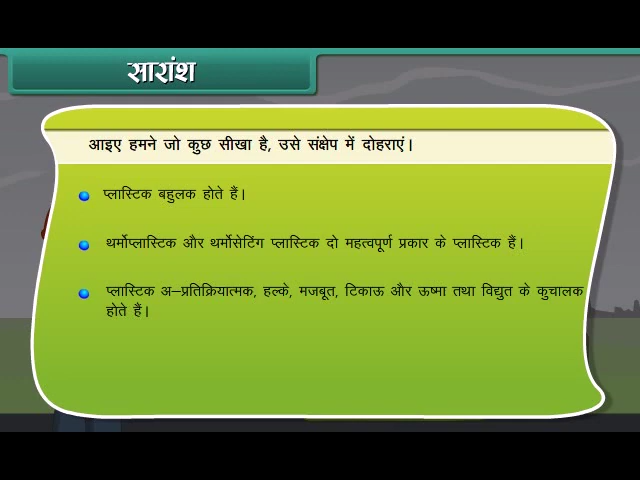 सारांश
आइए हमने जो कुछ सीखा है, उसे संक्षेप में दोहराएं।
प्लास्टिक बहुलक होते हैं।
थर्मोप्लास्टिक और थर्मोसेटिंग प्लास्टिक दो महत्वपूर्ण प्रकार के प्लास्टिक हैं।
प्लास्टिक अ–प्रतिक्रियात्मक, हल्के, मजबूत, टिकाऊ और ऊष्मा तथा विद्युत के कुचालक
होते हैं।